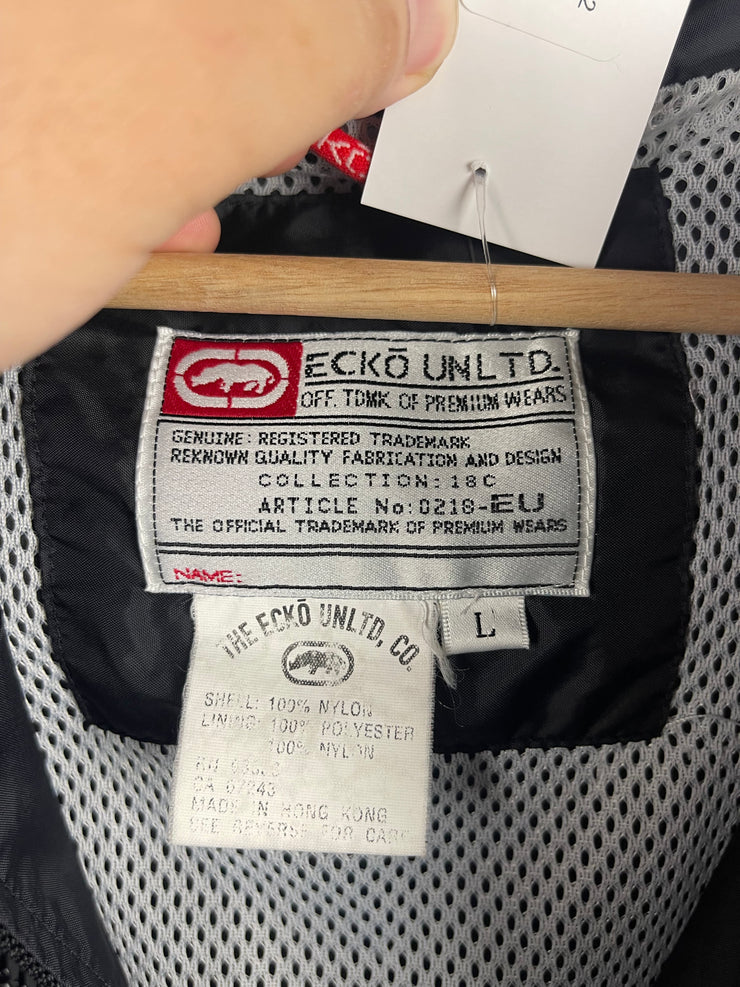 2
ECKŌ UNLTD.
OFF. TDMK OF PREMIUM WEARS
GENUINE: REGISTERED TRADEMARK
REKNOWN QUALITY FABRICATION AND DESIGN
COLLECTION: 18C
ARTICLE No: 0218-EU
THE OFFICIAL TRADEMARK OF PREMIUM WEARS
NAME:
L
THE ECKŌ UNLTD, CO.
SHELL: 100% NYLON
LINING: 100% POLYESTER
100% NYLON
RN
CA
MADE IN HONG KONG
SEE REVERSE FOR CARE